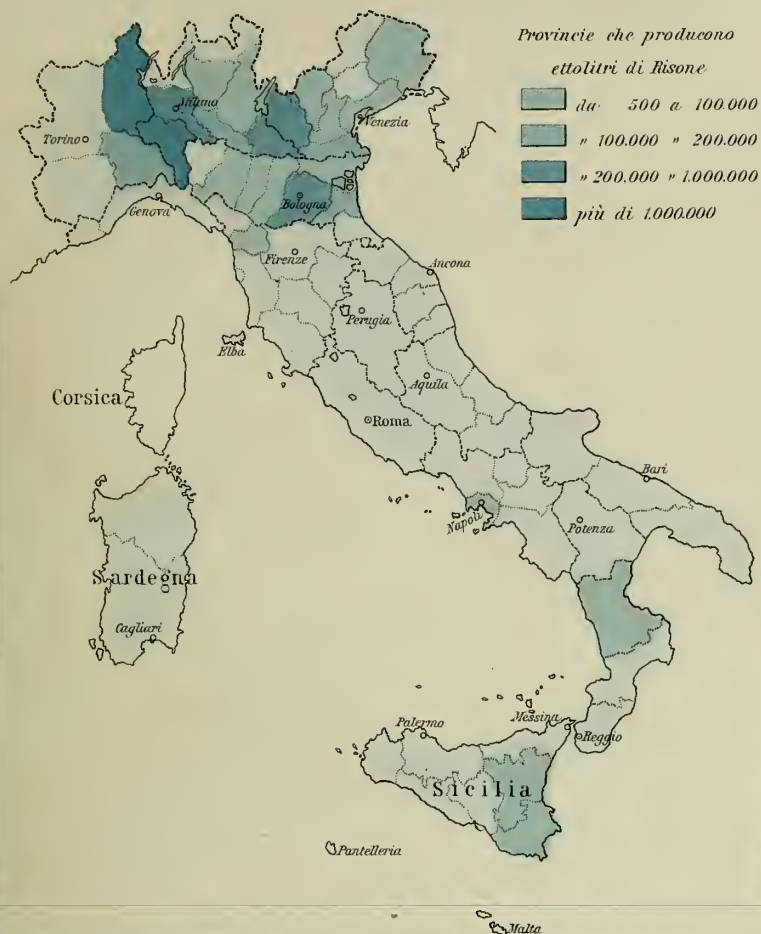 Provincie che producono
ettolitri di Risone
da 500 a 100.000
" 100.000 " 200.000
" 200.000 " 1.000.000
più di 1.000.000
Milano
Torino
Venezia
Genova
Bologna
Firenze
Ancona
Perugia
Elba
Aquila
Corsica
Roma
Bari
Napoli
Potenza
Sardegna
Cagliari
Messina
Palermo
Reggio
Sicilia
Pantelleria
Malta